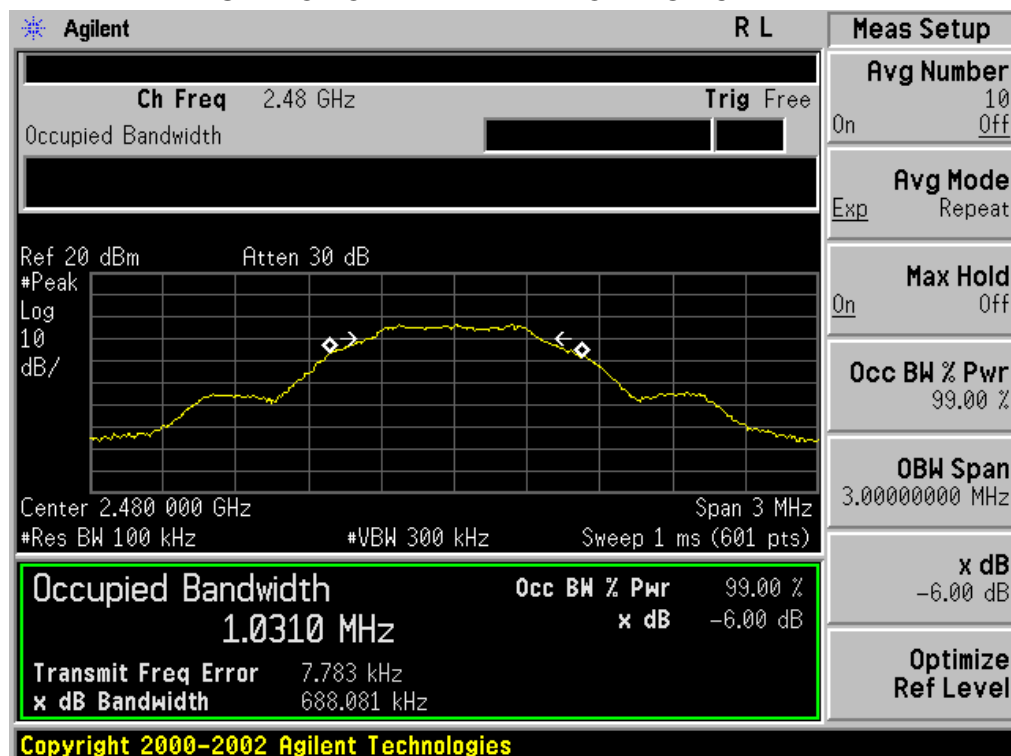 Agilent R L Meas Setup
Ch Freq 2.48 GHz Trig Free
Occupied Bandwidth
Ref 20 dBm Atten 30 dB
#Peak
Log
10
dB/
Center 2.480 000 GHz Span 3 MHz
#Res BW 100 kHz #VBW 300 kHz Sweep 1 ms (601 pts)
Occupied Bandwidth Occ BW % Pwr 99.00 %
1.0310 MHz x dB -6.00 dB
Transmit Freq Error 7.783 kHz
x dB Bandwidth 688.081 kHz
Copyright 2000-2002 Agilent Technologies
Avg Number
10
On Off
Avg Mode
Exp Repeat
Max Hold
On Off
Occ BW % Pwr
99.00 %
OBW Span
3.00000000 MHz
x dB
-6.00 dB
Optimize
Ref Level